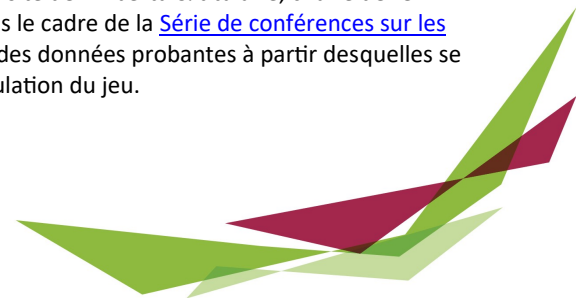 s le cadre de la Série de conférences sur les
des données probantes à partir desquelles se
ulation du jeu.